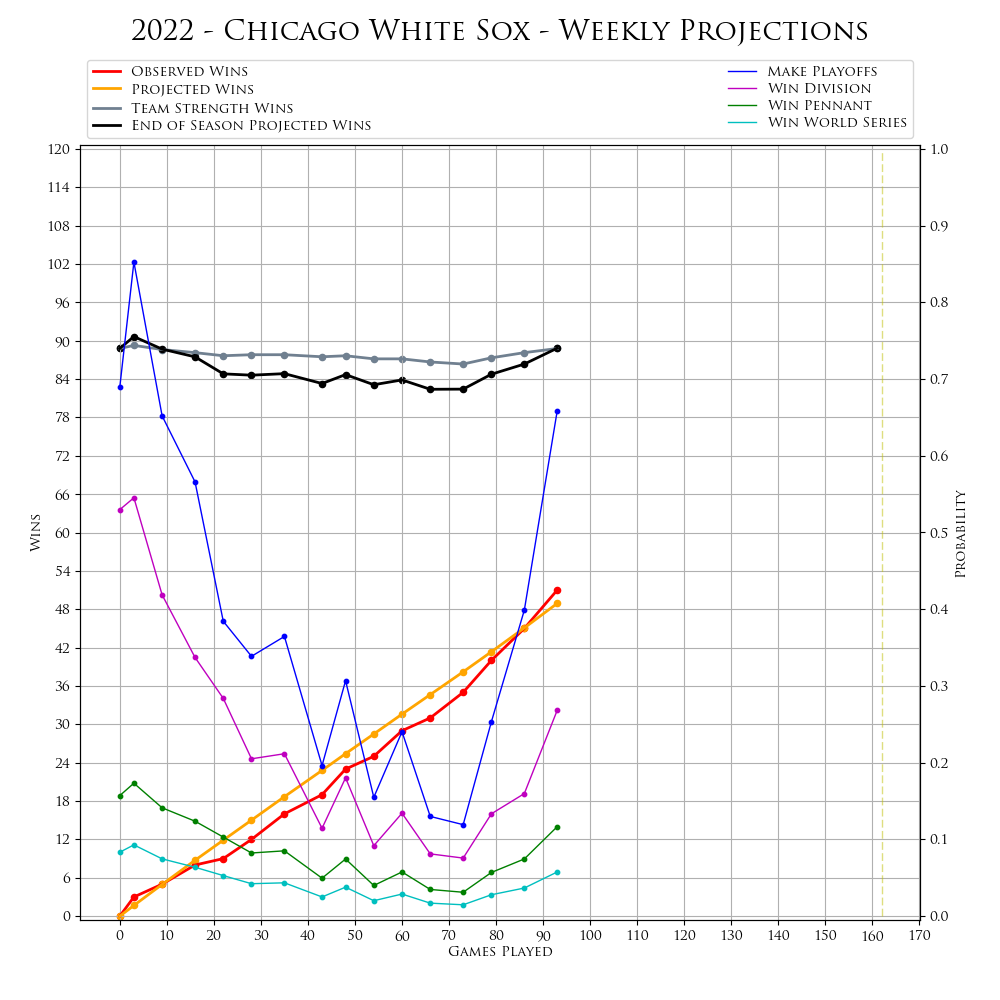 2022 - Chicago White Sox - Weekly Projections
Observed Wins
Projected Wins
Team Strength Wins
End of Season Projected Wins
Make Playoffs
Win Division
Win Pennant
Win World Series
120
114
108
102
96
90
84
78
72
66
60
54
48
42
36
30
24
18
12
6
0
Wins
1.0
0.9
0.8
0.7
0.6
0.5
0.4
0.3
0.2
0.1
0.0
Probability
0 10 20 30 40 50 60 70 80 90 100 110 120 130 140 150 160 170
Games Played